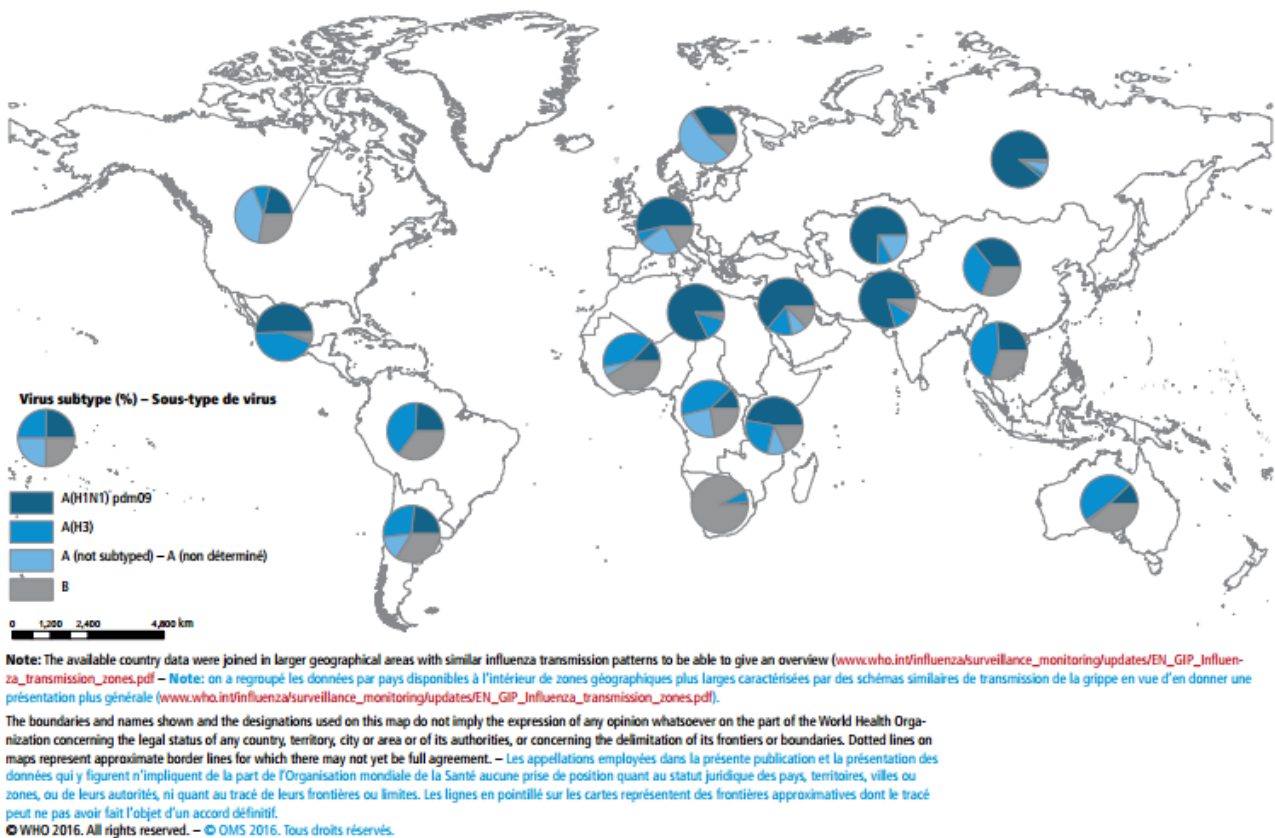 Virus subtype (%) – Sous-type de virus
A(H1N1) pdm09
A(H3)
A (not subtyped) – A (non déterminé)
B
0 1,200 2,400 4,800 km
Note: The available country data were joined in larger geographical areas with similar influenza transmission patterns to be able to give an overview (www.who.int/influenza/surveillance_monitoring/updates/EN_GIP_Influen-
za_transmission_zones.pdf – Note: on a regroupé les données par pays disponibles à l'intérieur de zones géographiques plus larges caractérisées par des schémas similaires de transmission de la grippe en vue d'en donner une
présentation plus générale (www.who.int/influenza/surveillance_monitoring/updates/EN_GIP_Influenza_transmission_zones.pdf).
The boundaries and names shown and the designations used on this map do not imply the expression of any opinion whatsoever on the part of the World Health Orga-
nization concerning the legal status of any country, territory, city or area or of its authorities, or concerning the delimitation of its frontiers or boundaries. Dotted lines on
maps represent approximate border lines for which there may not yet be full agreement. – Les appellations employées dans la présente publication et la présentation des
données qui y figurent n'impliquent de la part de l'Organisation mondiale de la Santé aucune prise de position quant au statut juridique des pays, territoires, villes ou
zones, ou de leurs autorités, ni quant au tracé de leurs frontières ou limites. Les lignes en pointillé sur les cartes représentent des frontières approximatives dont le tracé
peut ne pas avoir fait l'objet d'un accord définitif.
© WHO 2016. All rights reserved. – © OMS 2016. Tous droits réservés.